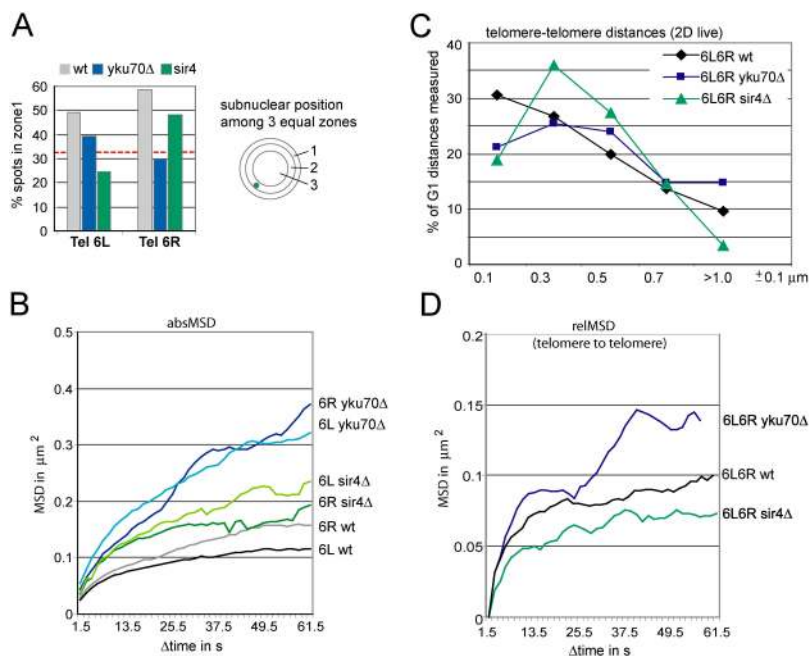 A
wt yku70Δ sir4
% spots in zone1
60
50
40
30
20
10
0
Tel 6L Tel 6R
subnuclear position
among 3 equal zones
1
2
3
B
absMSD
MSD in μm²
0.5
0.4
0.3
0.2
0.1
0
6R yku70Δ
6L yku70Δ
6L sir4Δ
6R sir4Δ
6R wt
6L wt
1.5 13.5 25.5 37.5 49.5 61.5
Δtime in s
C
telomere-telomere distances (2D live)
% of G1 distances measured
40
35
30
25
20
15
10
5
0
6L6R wt
6L6R yku70Δ
6L6R sir4Δ
0.1 0.3 0.5 0.7 >1.0 ±0.1 μm
D
relMSD
(telomere to telomere)
MSD in μm²
0.2
0.15
0.1
0.05
0
6L6R yku70Δ
6L6R wt
6L6R sir4Δ
1.5 13.5 25.5 37.5 49.5 61.5
Δtime in s